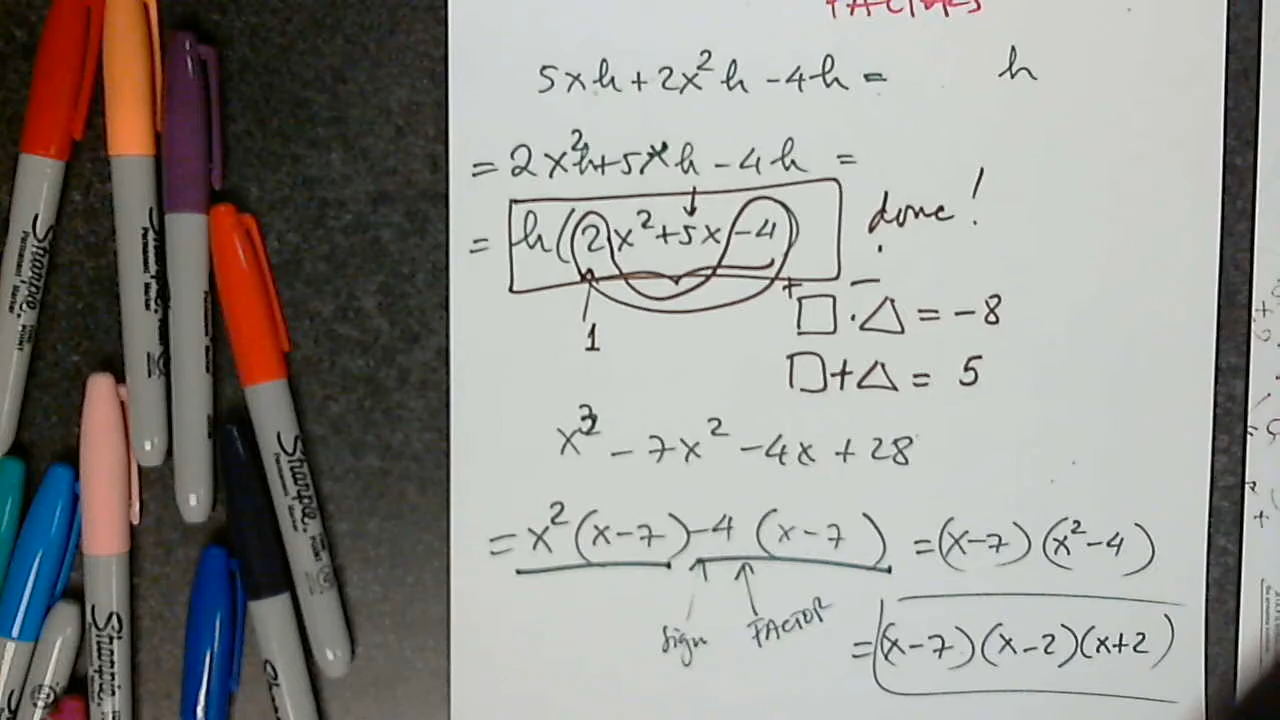 FACTORS
5xh + 2x²h - 4h =
h
= 2x²h + 5xh - 4h =
= h(2x² + 5x - 4)
done!
1
+ -
□ · △ = -8
□ + △ = 5
x³ - 7x² - 4x + 28
= x²(x-7) -4 (x-7) = (x-7)(x²-4)
sign FACTOR
= (x-7)(x-2)(x+2)
Sharpie
Sharpie
Sharpie
Sharpie